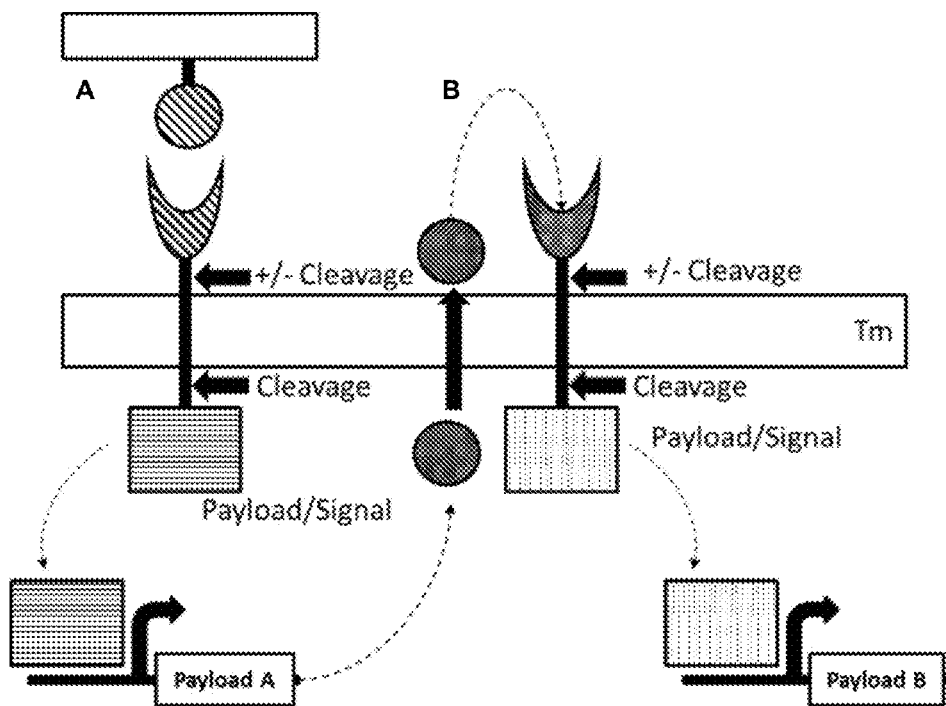 A
B
+/- Cleavage
+/- Cleavage
Tm
Cleavage
Cleavage
Payload/Signal
Payload/Signal
Payload A
Payload B